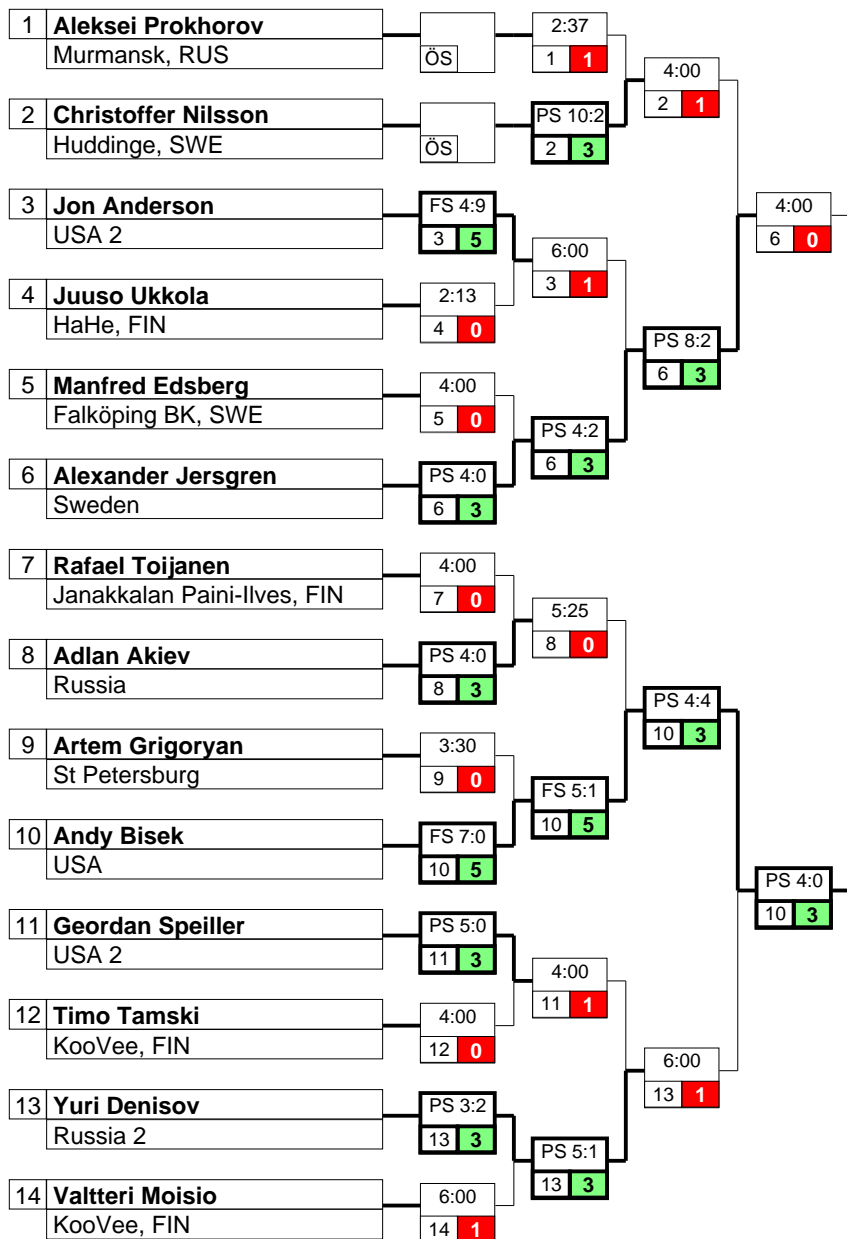 1 Aleksei Prokhorov
Murmansk, RUS
ÖS
2:37
1 1
4:00
2 1
2 Christoffer Nilsson
Huddinge, SWE
ÖS
PS 10:2
2 3
3 Jon Anderson
USA 2
FS 4:9
3 5
4:00
6 0
6:00
3 1
4 Juuso Ukkola
HaHe, FIN
2:13
4 0
PS 8:2
6 3
5 Manfred Edsberg
Falköping BK, SWE
4:00
5 0
PS 4:2
6 3
6 Alexander Jersgren
Sweden
PS 4:0
6 3
7 Rafael Toijanen
Janakkalan Paini-Ilves, FIN
4:00
7 0
5:25
8 0
8 Adlan Akiev
Russia
PS 4:0
8 3
PS 4:4
10 3
9 Artem Grigoryan
St Petersburg
3:30
9 0
FS 5:1
10 5
10 Andy Bisek
USA
FS 7:0
10 5
PS 4:0
10 3
11 Geordan Speiller
USA 2
PS 5:0
11 3
4:00
11 1
12 Timo Tamski
KooVee, FIN
4:00
12 0
6:00
13 1
13 Yuri Denisov
Russia 2
PS 3:2
13 3
PS 5:1
13 3
14 Valtteri Moisio
KooVee, FIN
6:00
14 1